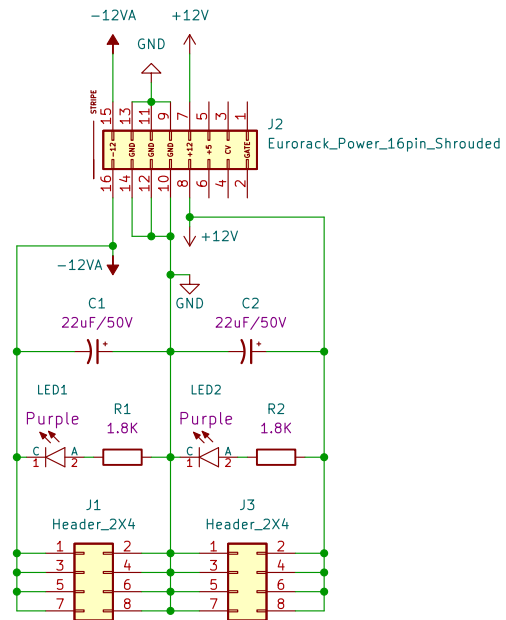 -12VA
+12V
GND
STRIPE
15
13
11
9
7
5
3
1
J2
Eurorack_Power_16pin_Shrouded
-12
GND
GND
GND
+12
+5
CV
GATE
16
14
12
10
8
6
4
2
+12V
-12VA
GND
C1
22uF/50V
+
C2
22uF/50V
+
LED1
Purple
C
1
A
2
R1
1.8K
LED2
Purple
C
1
A
2
R2
1.8K
J1
Header_2X4
J3
Header_2X4
1 2 1 2
3 4 3 4
5 6 5 6
7 8 7 8